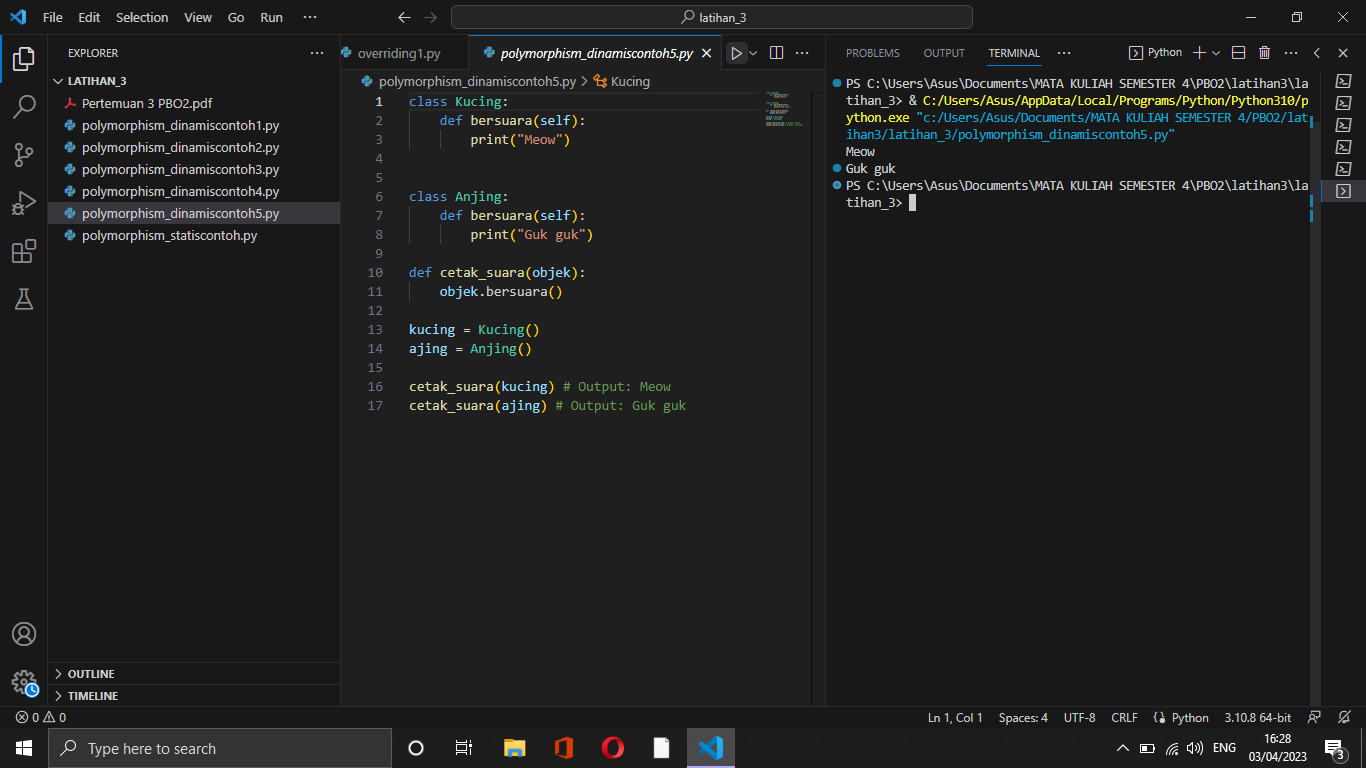 File Edit Selection View Go Run ···
latihan_3
EXPLORER
LATIHAN_3
Pertemuan 3 PBO2.pdf
polymorphism_dinamiscontoh1.py
polymorphism_dinamiscontoh2.py
polymorphism_dinamiscontoh3.py
polymorphism_dinamiscontoh4.py
polymorphism_dinamiscontoh5.py
polymorphism_statiscontoh.py
OUTLINE
TIMELINE
overriding1.py
polymorphism_dinamiscontoh5.py
polymorphism_dinamiscontoh5.py > Kucing
1 class Kucing:
2     def bersuara(self):
3         print("Meow")
4
5
6 class Anjing:
7     def bersuara(self):
8         print("Guk guk")
9
10 def cetak_suara(objek):
11     objek.bersuara()
12
13 kucing = Kucing()
14 ajing = Anjing()
15
16 cetak_suara(kucing) # Output: Meow
17 cetak_suara(ajing) # Output: Guk guk
PROBLEMS OUTPUT TERMINAL ··· Python
PS C:\Users\Asus\Documents\MATA KULIAH SEMESTER 4\PBO2\latihan3\la
tihan_3> & C:/Users/Asus/AppData/Local/Programs/Python/Python310/p
ython.exe "c:/Users/Asus/Documents/MATA KULIAH SEMESTER 4/PBO2/lat
ihan3/latihan_3/polymorphism_dinamiscontoh5.py"
Meow
Guk guk
PS C:\Users\Asus\Documents\MATA KULIAH SEMESTER 4\PBO2\latihan3\la
tihan_3>
0 0
Ln 1, Col 1 Spaces: 4 UTF-8 CRLF Python 3.10.8 64-bit
Type here to search
ENG
16:28
03/04/2023
3